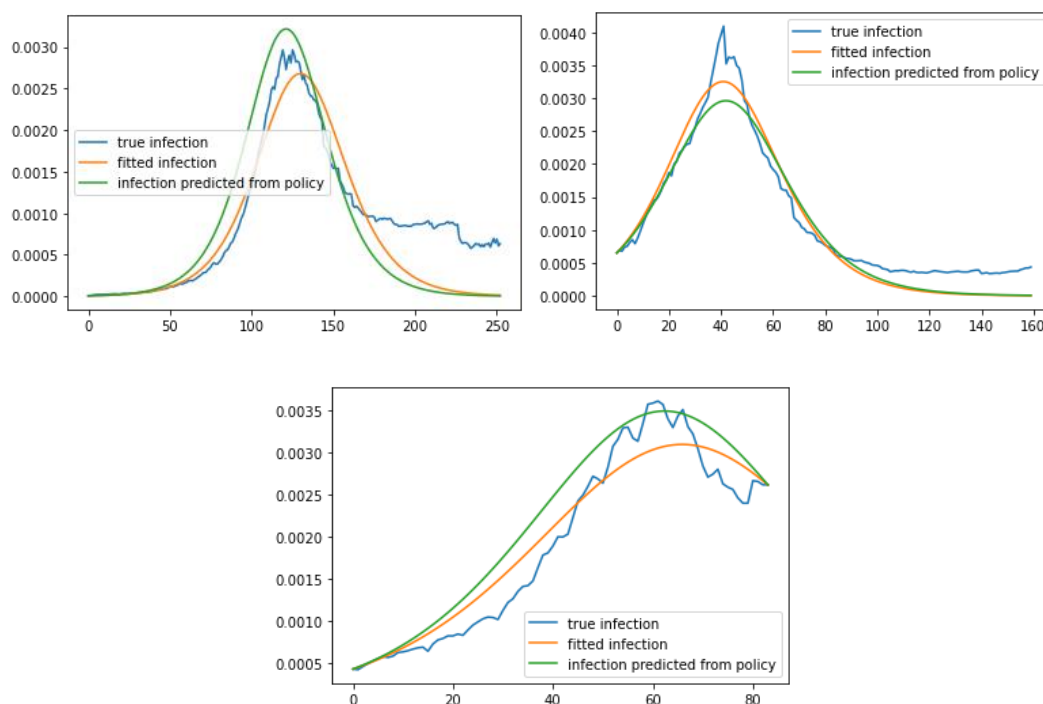 0.0030
0.0025
0.0020
0.0015
0.0010
0.0005
0.0000
true infection
fitted infection
infection predicted from policy
0 50 100 150 200 250
0.0040
0.0035
0.0030
0.0025
0.0020
0.0015
0.0010
0.0005
0.0000
true infection
fitted infection
infection predicted from policy
0 20 40 60 80 100 120 140 160
0.0035
0.0030
0.0025
0.0020
0.0015
0.0010
0.0005
true infection
fitted infection
infection predicted from policy
0 20 40 60 80